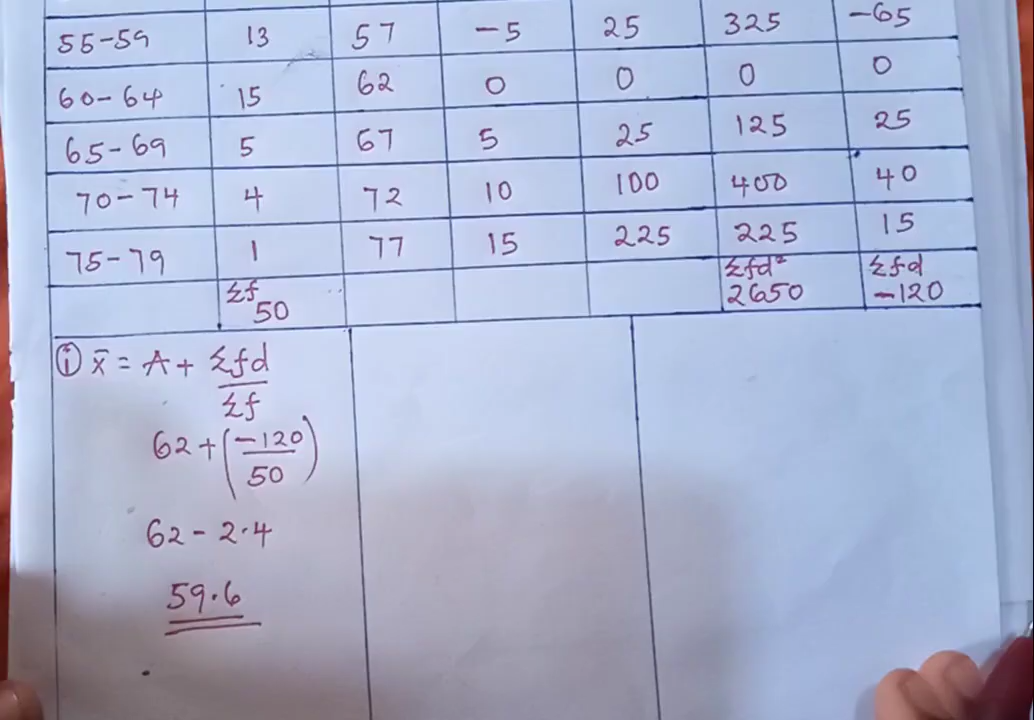 55-59 13 57 -5 25 325 -65
60-64 15 62 0 0 0 0
65-69 5 67 5 25 125 25
70-74 4 72 10 100 400 40
75-79 1 77 15 225 225 15
Σf Σfd² Σfd
50 2650 -120
ⓘ x̄ = A + Σfd
Σf
62 + (-120
50)
62 - 2.4
59.6